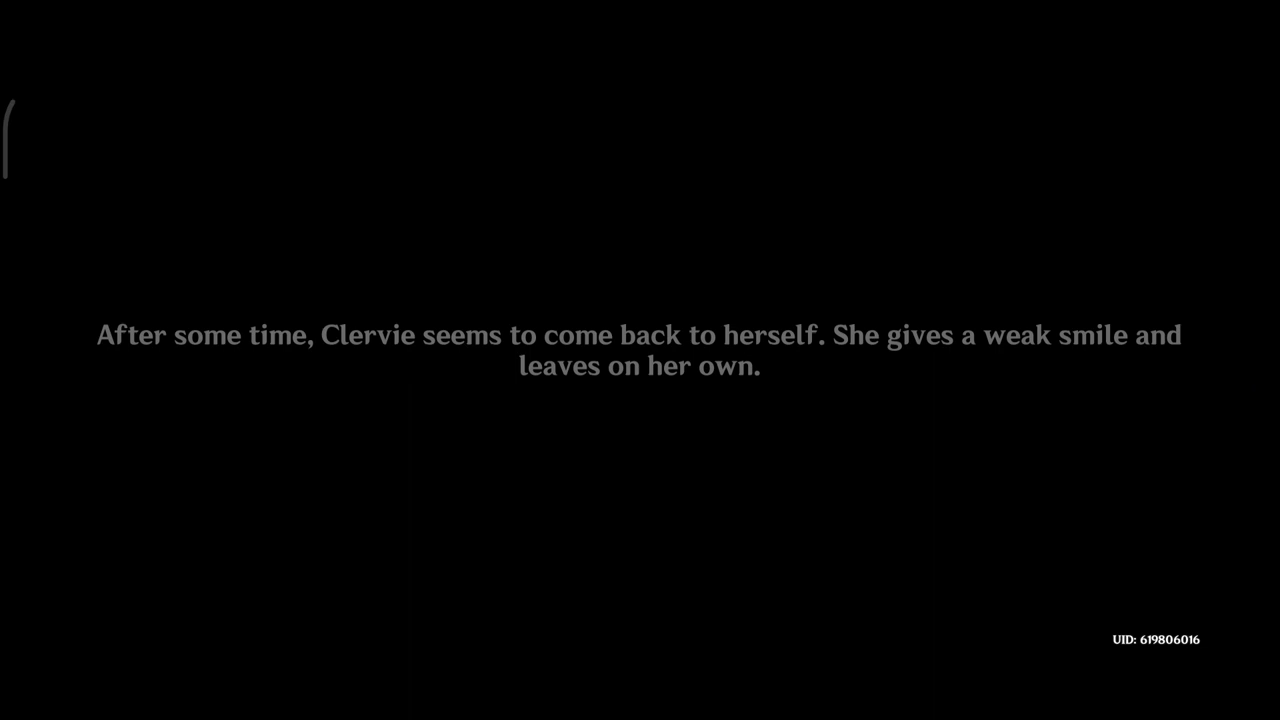 After some time, Clervie seems to come back to herself. She gives a weak smile and
leaves on her own.
UID: 619806016